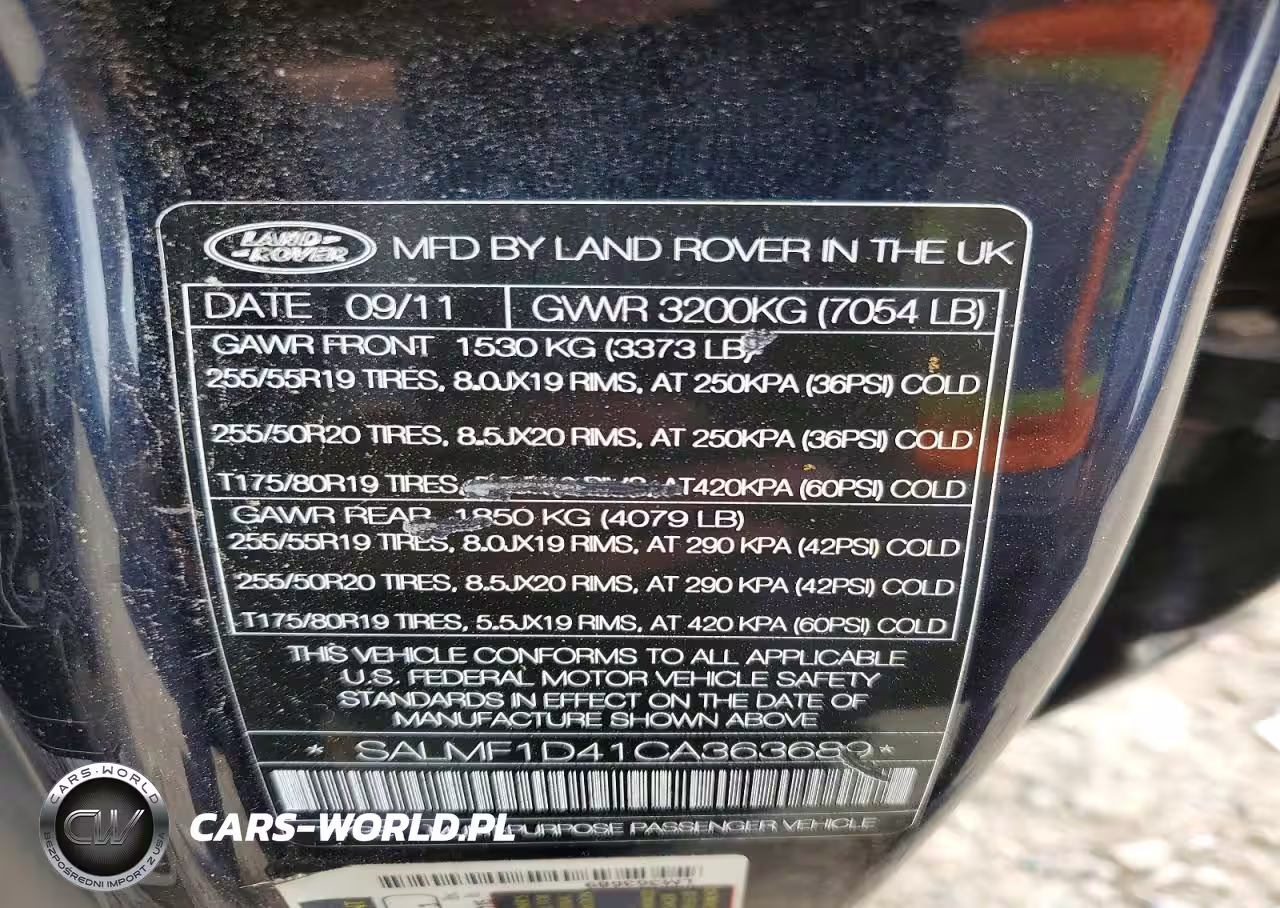 LAND-
-ROVER
MFD BY LAND ROVER IN THE UK
DATE 09/11 GWWR 3200KG (7054 LB)
GAWR FRONT 1530 KG (3373 LB)
255/55R19 TIRES, 8.0JX19 RIMS, AT 250KPA (36PSI) COLD
255/50R20 TIRES, 8.5JX20 RIMS, AT 250KPA (36PSI) COLD
T175/80R19 TIRES, AT420KPA (60PSI) COLD
GAWR REAR 1850 KG (4079 LB)
255/55R19 TIRES, 8.0JX19 RIMS, AT 290 KPA (42PSI) COLD
255/50R20 TIRES, 8.5JX20 RIMS, AT 290 KPA (42PSI) COLD
T175/80R19 TIRES, 5.5JX19 RIMS, AT 420 KPA (60PSI) COLD
THIS VEHICLE CONFORMS TO ALL APPLICABLE
U.S. FEDERAL MOTOR VEHICLE SAFETY
STANDARDS IN EFFECT ON THE DATE OF
MANUFACTURE SHOWN ABOVE
* SALMF1D41CA363689 *
PURPOSE PASSENGER VEHICLE
CARS-WORLD
CW
BEZPOŚREDNI IMPORT Z USA
CARS-WORLD.PL